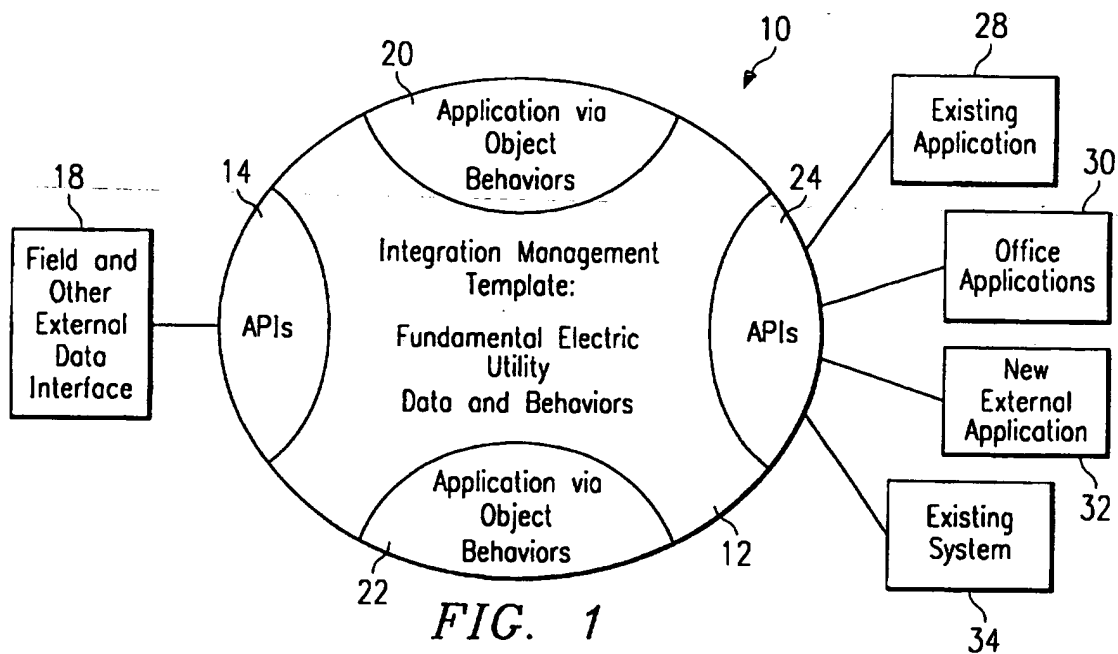 10
20
28
Application via
Object
Behaviors
Existing
Application
14
24
18
30
Field and
Other
External
Data
Interface
APIs
Integration Management
Template:
Fundamental Electric
Utility
Data and Behaviors
APIs
Office
Applications
New
External
Application
32
Application via
Object
Behaviors
22
12
Existing
System
34
FIG. 1